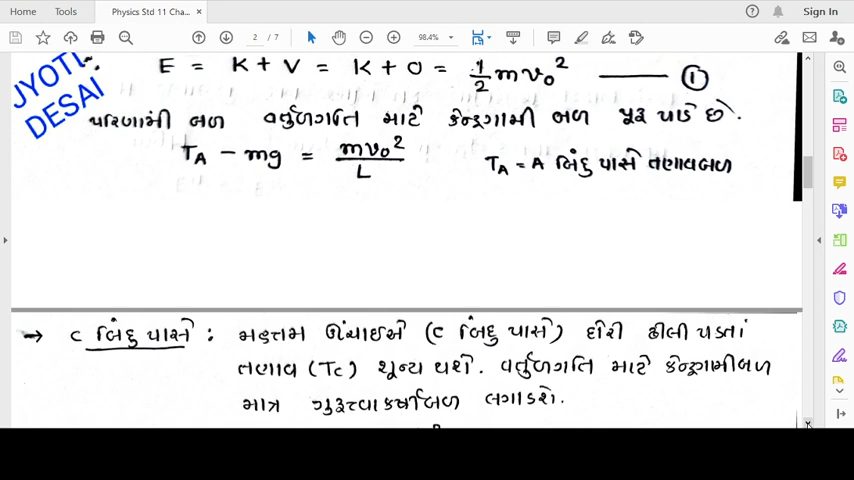 Home Tools Physics Std 11 Cha... × ? Sign In
2 / 7 98.4%
JYOTI
DESAI
E = K + V = K + 0 = 1/2 mv₀² ——— ①
પરિણામી બળ વર્તુળગતિ માટે કેન્દ્રગામી બળ પૂરૂ પાડે છે.
T_A - mg = mv₀²/L T_A = A બિંદુ પાસે તણાવબળ
→ C બિંદુ પાસે : મહત્તમ ઊંચાઇએ (C બિંદુ પાસે) દોરી ઢીલી પડતાં
તણાવ (Tc) શૂન્ય થશે. વર્તુળગતિ માટે કેન્દ્રગામીબળ
માત્ર ગુરૂત્વાકર્ષીબળ લગાડશે.